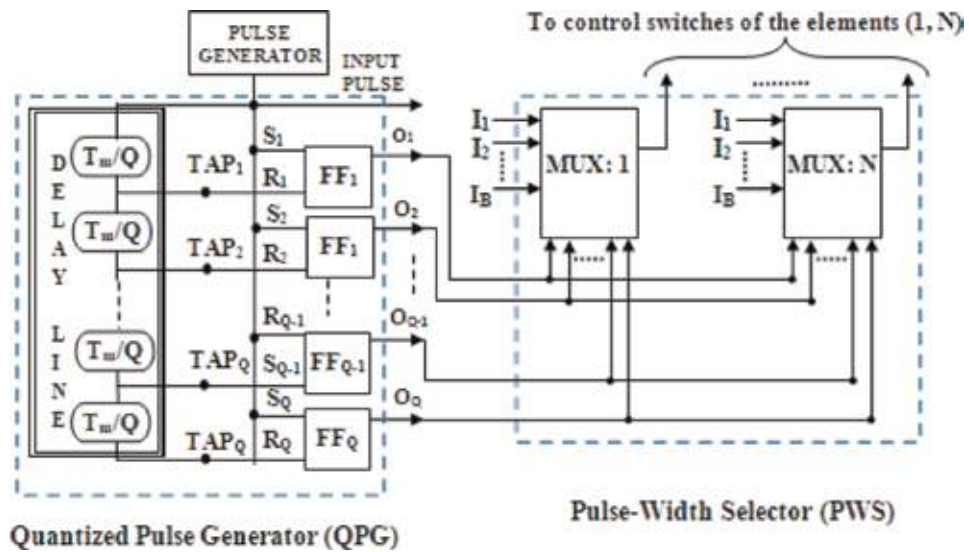 PULSE
GENERATOR
To control switches of the elements (1, N)
INPUT
PULSE
DELAY LINE
Tm/Q
Tm/Q
Tm/Q
Tm/Q
TAP1
TAP2
TAPQ
TAPQ
S1
R1
S2
R2
RQ-1
SQ-1
SQ
RQ
FF1
FF1
FFQ-1
FFQ
O1
O2
OQ-1
OQ
I1
I2
IB
MUX: 1
I1
I2
IB
MUX: N
Quantized Pulse Generator (QPG)
Pulse-Width Selector (PWS)